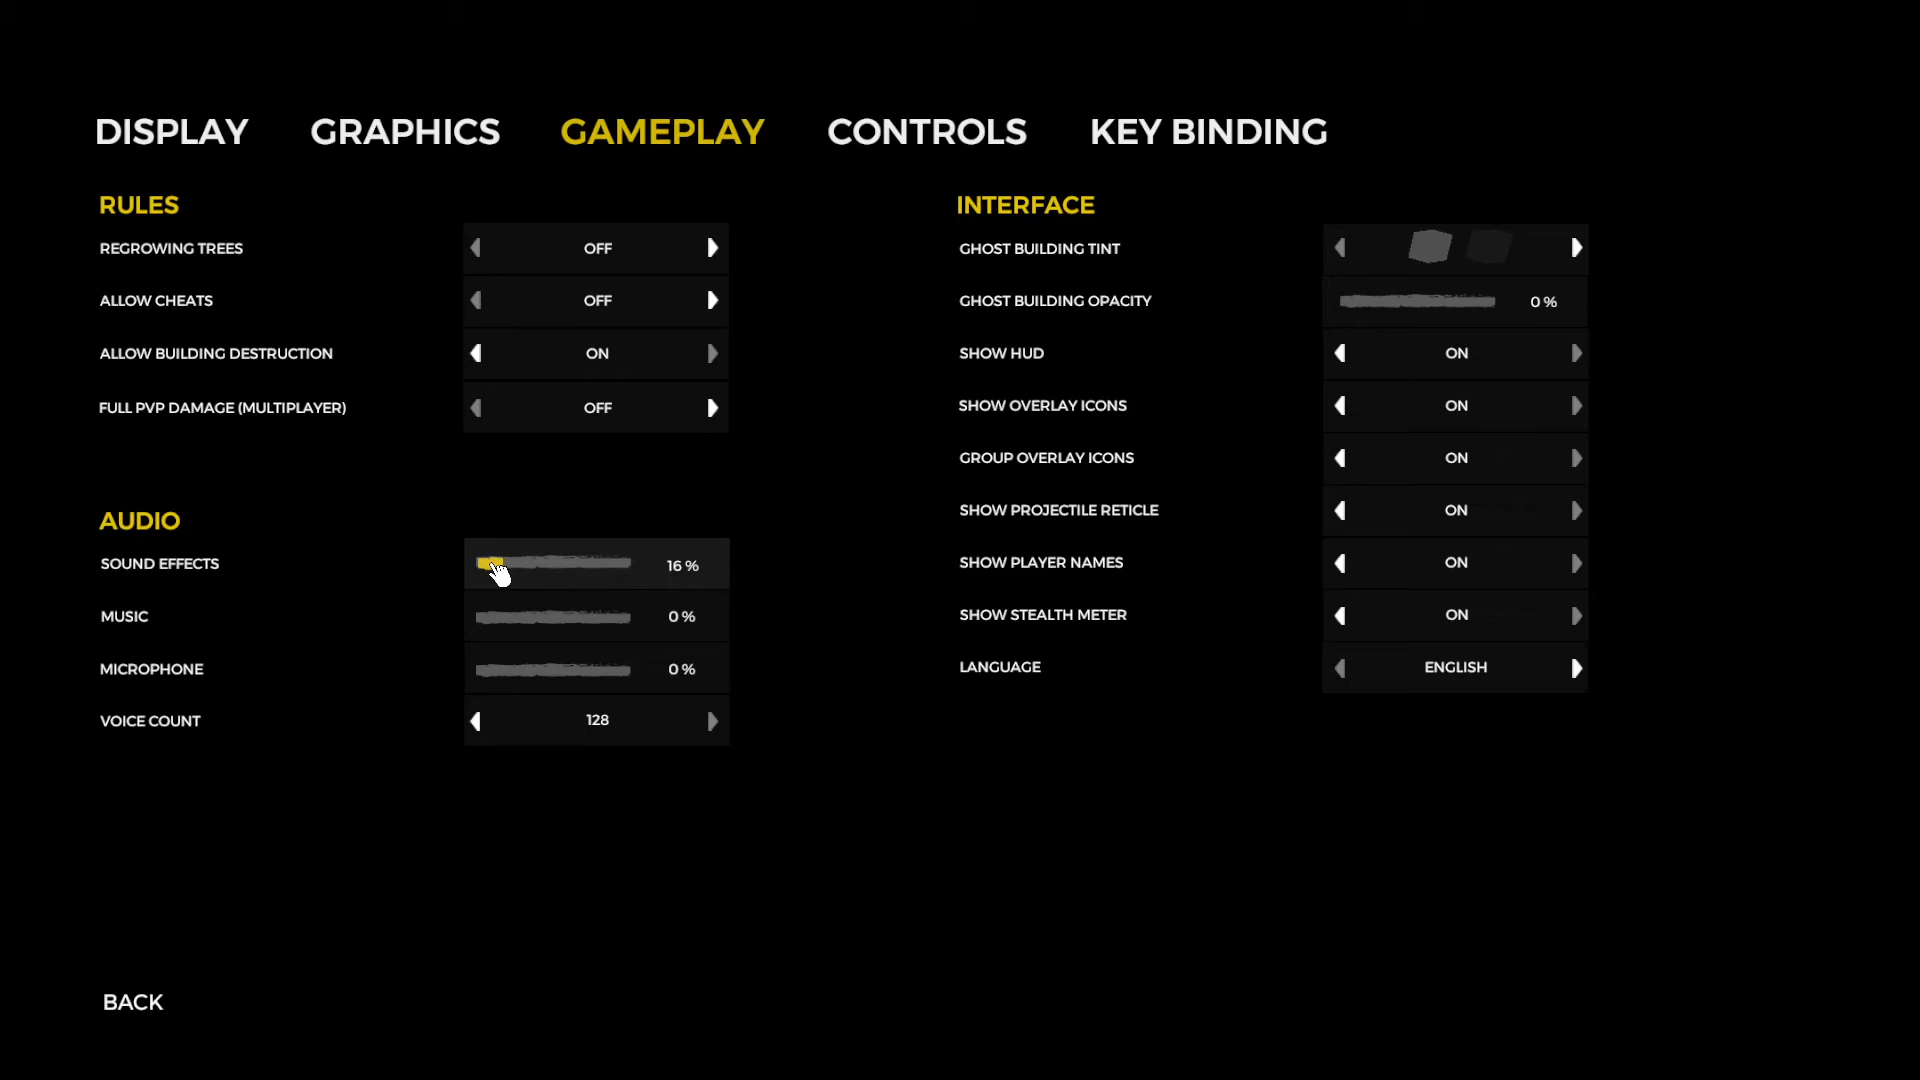 DISPLAY GRAPHICS GAMEPLAY CONTROLS KEY BINDING
RULES
REGROWING TREES OFF
ALLOW CHEATS OFF
ALLOW BUILDING DESTRUCTION ON
FULL PVP DAMAGE (MULTIPLAYER) OFF
AUDIO
SOUND EFFECTS 16 %
MUSIC 0 %
MICROPHONE 0 %
VOICE COUNT 128
INTERFACE
GHOST BUILDING TINT
GHOST BUILDING OPACITY 0 %
SHOW HUD ON
SHOW OVERLAY ICONS ON
GROUP OVERLAY ICONS ON
SHOW PROJECTILE RETICLE ON
SHOW PLAYER NAMES ON
SHOW STEALTH METER ON
LANGUAGE ENGLISH
BACK